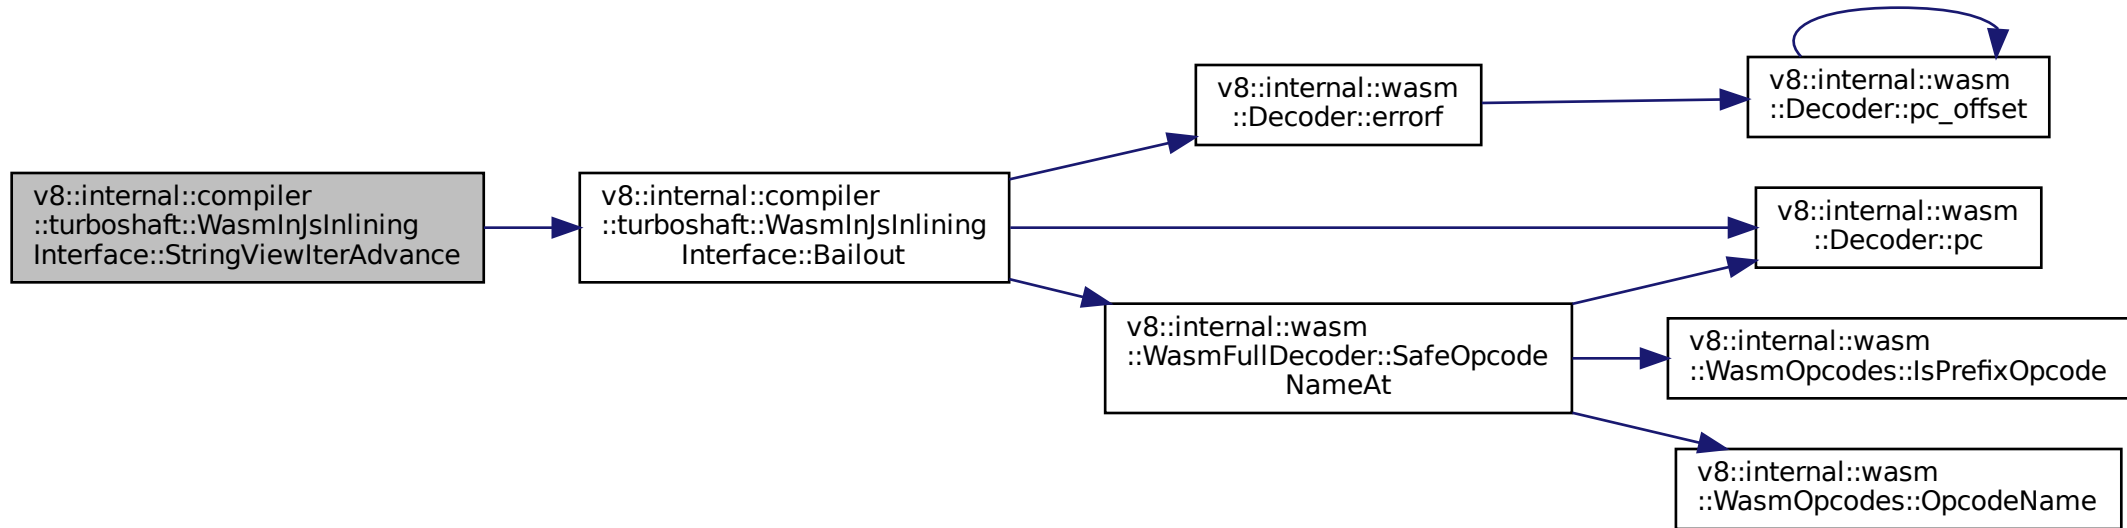 v8::internal::compiler
::turboshaft::WasmInJsInlining
Interface::StringViewIterAdvance
v8::internal::compiler
::turboshaft::WasmInJsInlining
Interface::Bailout
v8::internal::wasm
::Decoder::errorf
v8::internal::wasm
::Decoder::pc_offset
v8::internal::wasm
::Decoder::pc
v8::internal::wasm
::WasmFullDecoder::SafeOpcode
NameAt
v8::internal::wasm
::WasmOpcodes::IsPrefixOpcode
v8::internal::wasm
::WasmOpcodes::OpcodeName